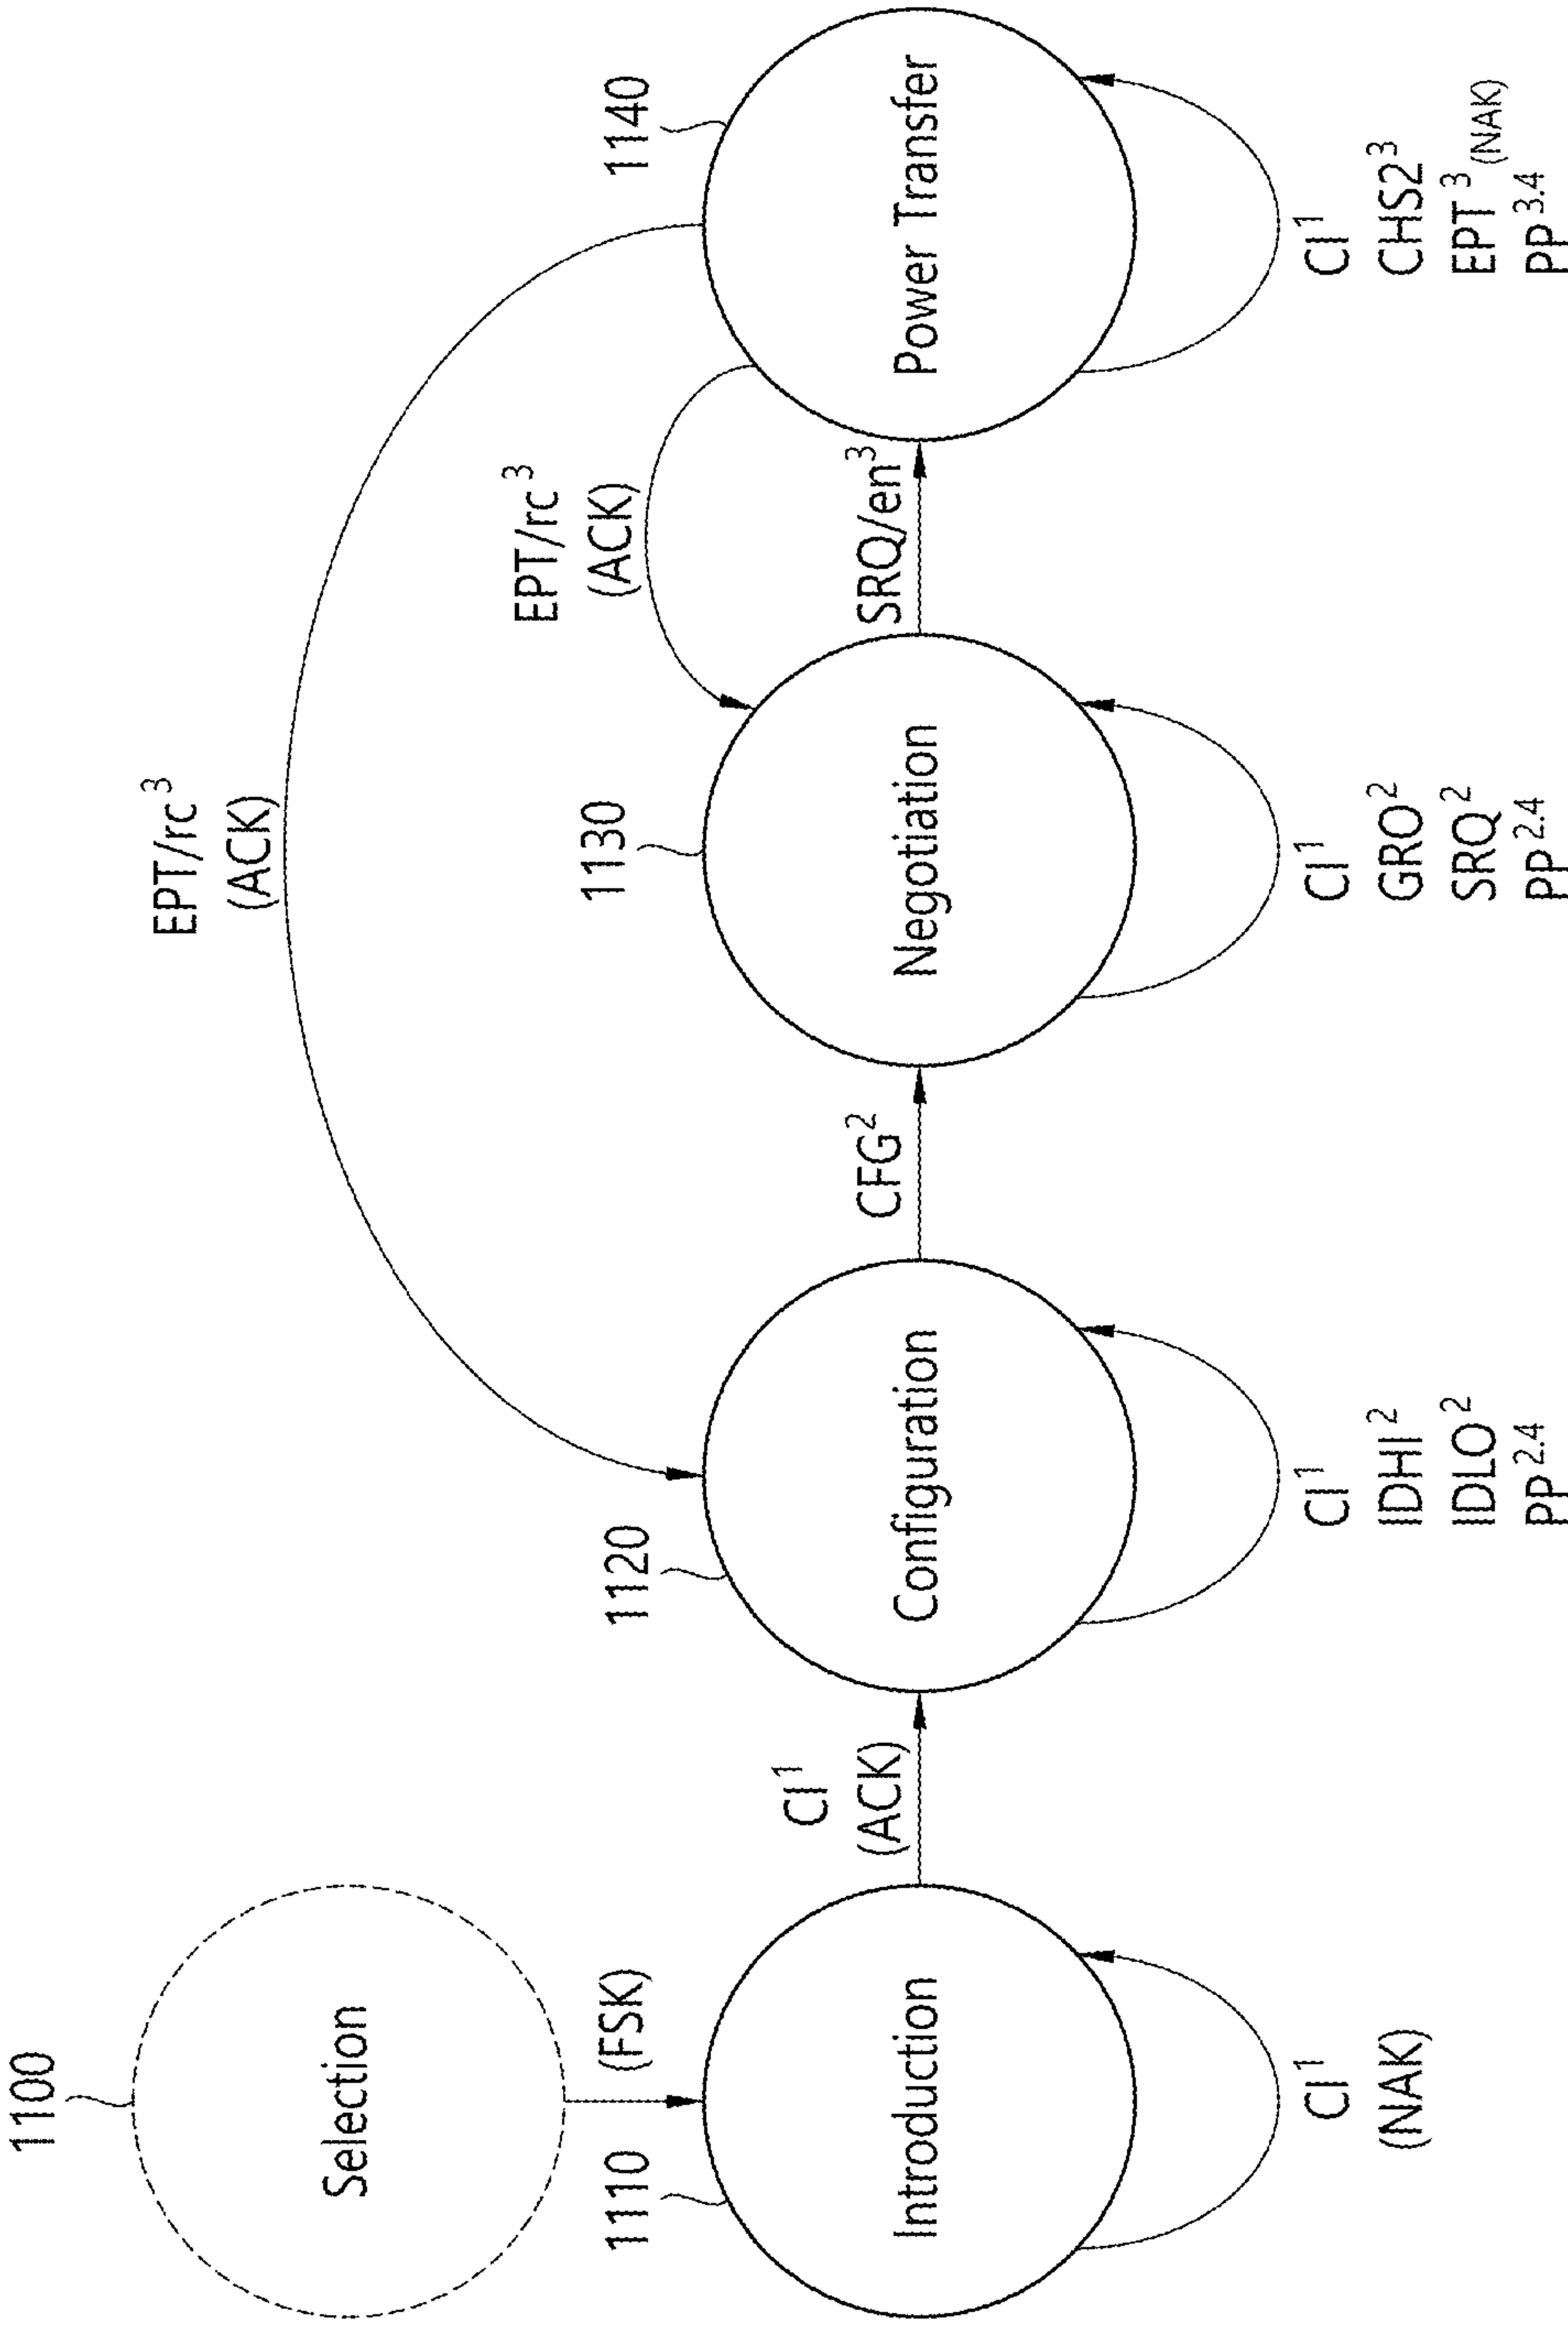 1100
Selection
(FSK)
1110
Introduction
CI¹
(NAK)
CI¹
(ACK)
1120
Configuration
CI¹
IDHI²
IDLO²
PP²·⁴
CFG²
1130
Negotiation
CI¹
GRO²
SRQ²
PP²·⁴
SRQ/en³
EPT/rc³
(ACK)
EPT/rc³
(ACK)
1140
Power Transfer
CI¹
CHS2³
EPT³(NAK)
PP³·⁴